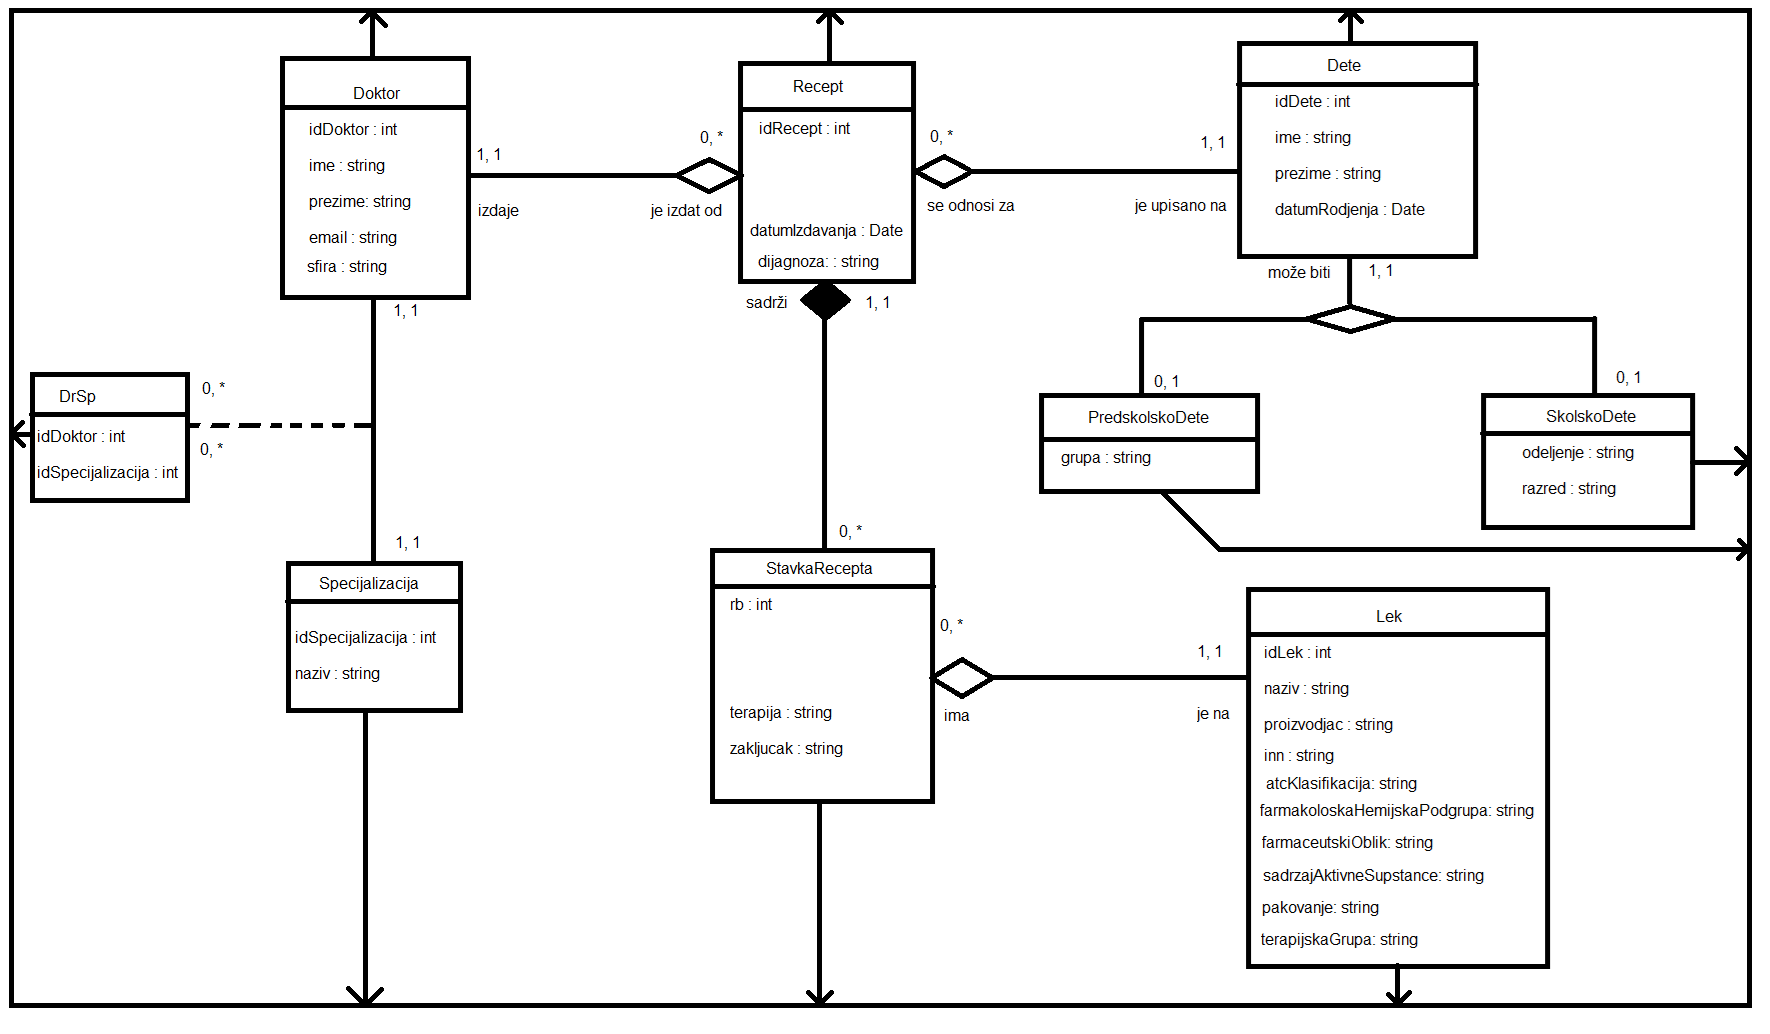 Doktor
idDoktor : int
ime : string
prezime: string
email : string
sfira : string
1, 1
izdaje
0, *
je izdat od
Recept
idRecept : int
datumIzdavanja : Date
dijagnoza: : string
0, *
se odnosi za
1, 1
je upisano na
Dete
idDete : int
ime : string
prezime : string
datumRodjenja : Date
može biti
1, 1
sadrži
1, 1
1, 1
DrSp
idDoktor : int
idSpecijalizacija : int
0, *
0, *
0, 1
PredskolskoDete
grupa : string
0, 1
SkolskoDete
odeljenje : string
razred : string
1, 1
Specijalizacija
idSpecijalizacija : int
naziv : string
0, *
StavkaRecepta
rb : int
terapija : string
zakljucak : string
0, *
ima
1, 1
je na
Lek
idLek : int
naziv : string
proizvodjac : string
inn : string
atcKlasifikacija: string
farmakoloskaHemijskaPodgrupa: string
farmaceutskiOblik: string
sadrzajAktivneSupstance: string
pakovanje: string
terapijskaGrupa: string